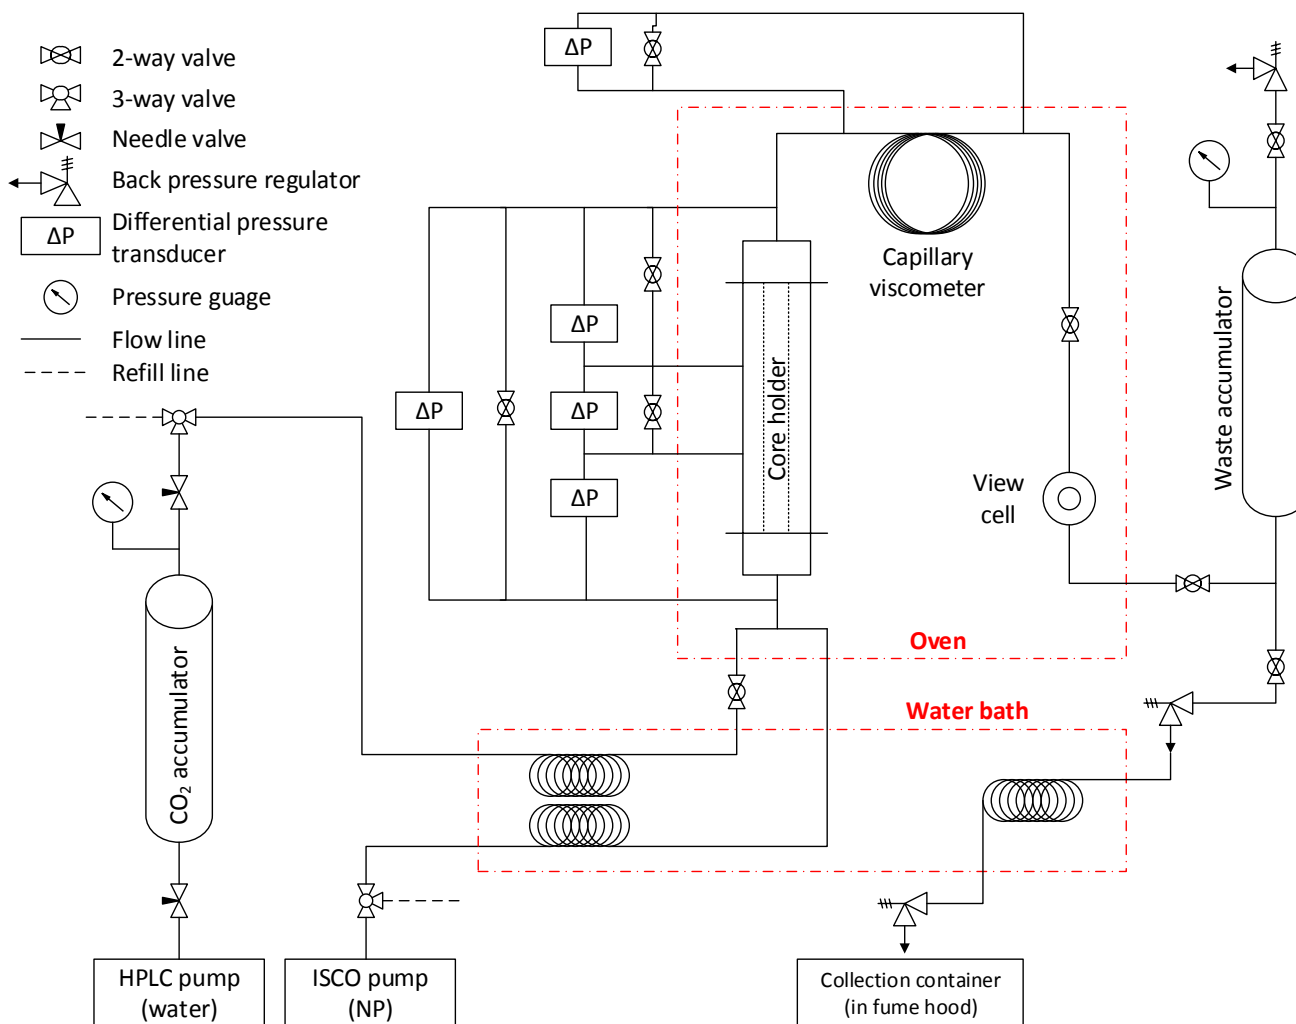 2-way valve
3-way valve
Needle valve
Back pressure regulator
ΔP
Differential pressure
transducer
Pressure guage
Flow line
Refill line
ΔP
ΔP
ΔP
ΔP
ΔP
Capillary
viscometer
Core holder
View
cell
Waste accumulator
Oven
Water bath
CO₂ accumulator
HPLC pump
(water)
ISCO pump
(NP)
Collection container
(in fume hood)